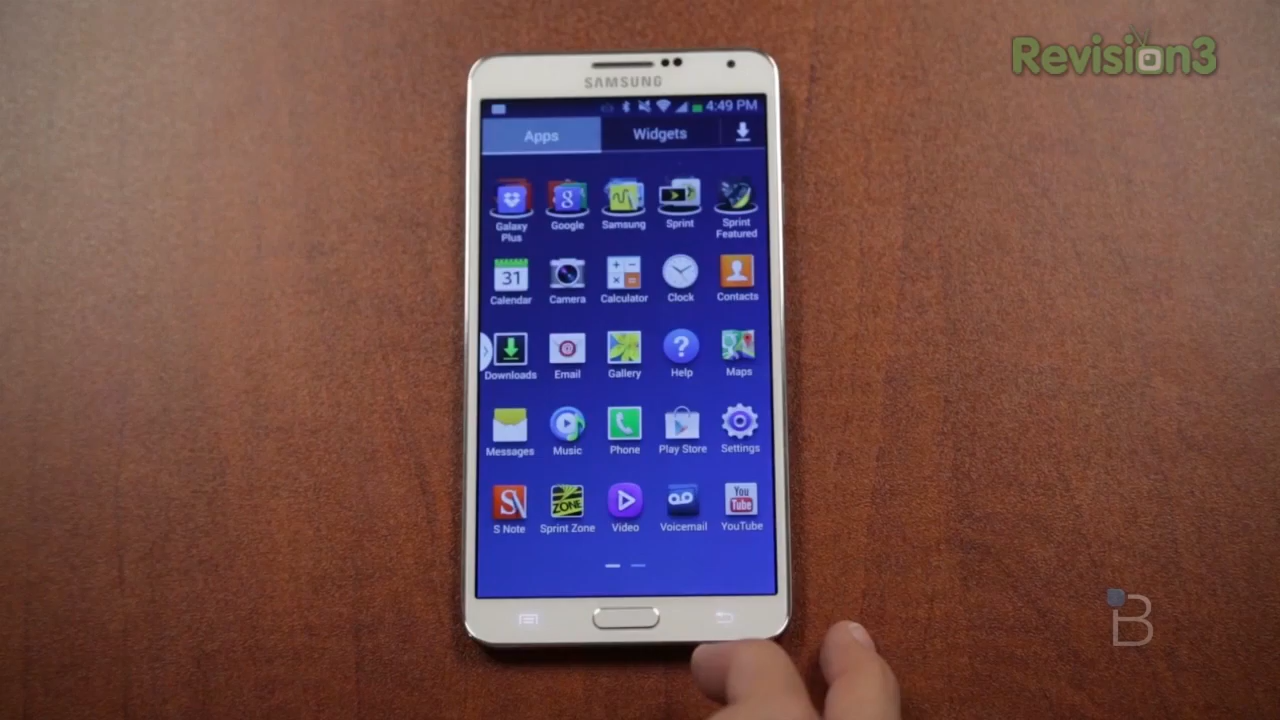 Revision3
SAMSUNG
4:49 PM
Apps Widgets
Galaxy Plus Google Samsung Sprint Sprint Featured
31
Calendar Camera Calculator Clock Contacts
Downloads Email Gallery Help Maps
Messages Music Phone Play Store Settings
ZONE You Tube
S Note Sprint Zone Video Voicemail YouTube
B